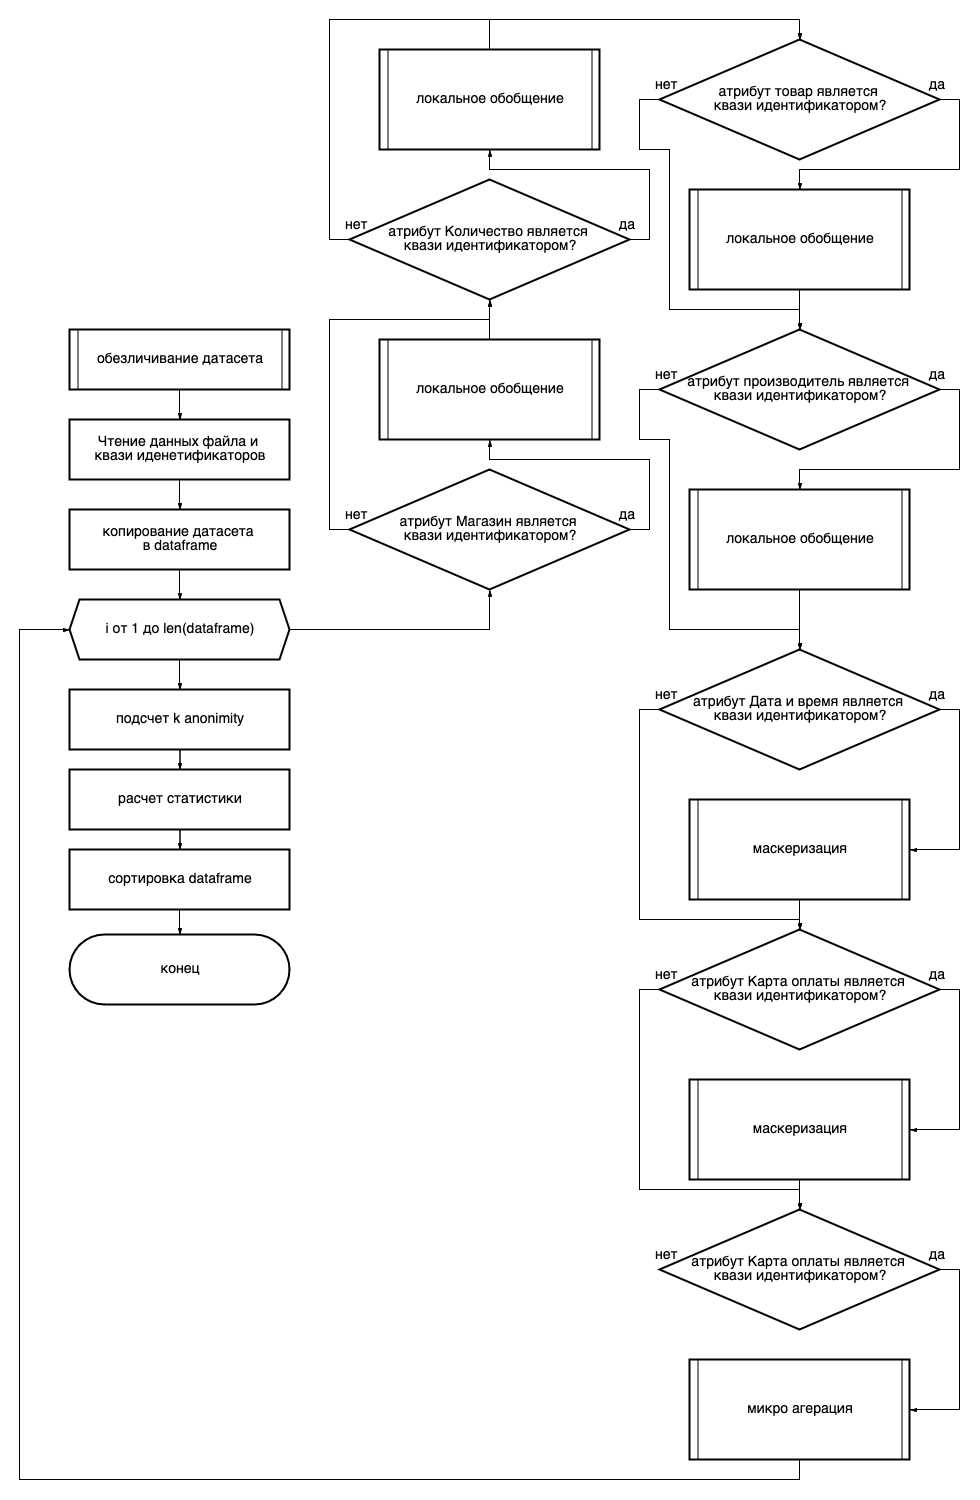 обезличивание датасета
Чтение данных файла и
квази иденетификаторов
копирование датасета
в dataframe
i от 1 до len(dataframe)
подсчет k anonimity
расчет статистики
сортировка dataframe
конец
локальное обобщение
нет
да
атрибут Количество является
квази идентификатором?
локальное обобщение
нет
да
атрибут Магазин является
квази идентификатором?
нет
да
атрибут товар является
квази идентификатором?
локальное обобщение
нет
да
атрибут производитель является
квази идентификатором?
локальное обобщение
нет
да
атрибут Дата и время является
квази идентификатором?
маскеризация
нет
да
атрибут Карта оплаты является
квази идентификатором?
маскеризация
нет
да
атрибут Карта оплаты является
квази идентификатором?
микро агерация